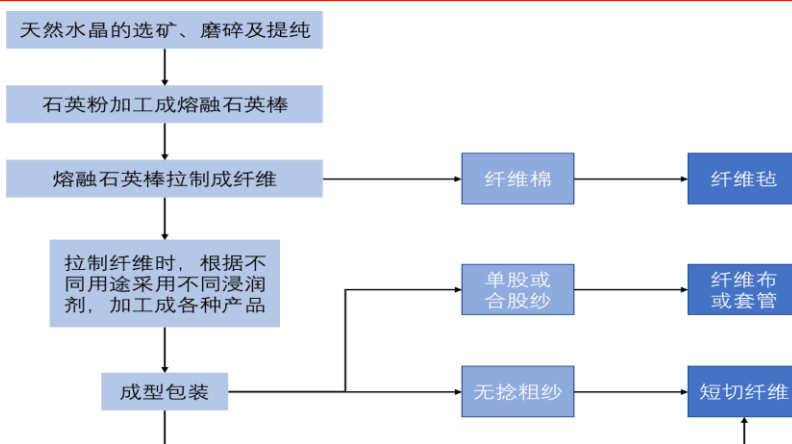 天然水晶的选矿、磨碎及提纯
石英粉加工成熔融石英棒
熔融石英棒拉制成纤维
纤维棉
纤维毡
拉制纤维时，根据不
同用途采用不同浸润
剂，加工成各种产品
单股或
合股纱
纤维布
或套管
成型包装
无捻粗纱
短切纤维